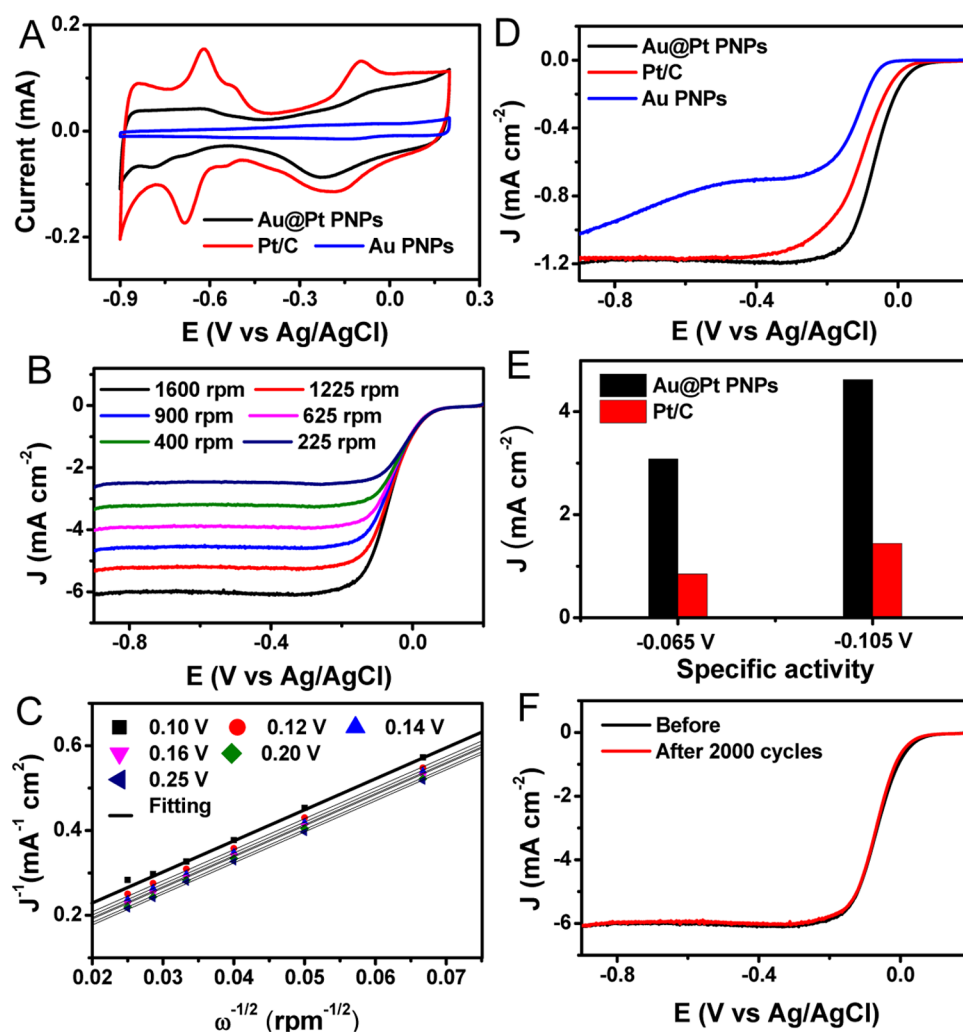 A
0.2
0.0
-0.2
Current (mA)
Au@Pt PNPs
Pt/C
Au PNPs
-0.9
-0.6
-0.3
0.0
0.3
E (V vs Ag/AgCl)
B
1600 rpm
1225 rpm
900 rpm
625 rpm
400 rpm
225 rpm
0
-2
-4
-6
J (mA cm-2)
-0.8
-0.4
0.0
E (V vs Ag/AgCl)
C
0.10 V
0.12 V
0.14 V
0.16 V
0.20 V
0.25 V
Fitting
0.6
0.4
0.2
J-1(mA-1 cm2)
0.02
0.03
0.04
0.05
0.06
0.07
ω-1/2 (rpm-1/2)
D
Au@Pt PNPs
Pt/C
Au PNPs
0.0
-0.4
-0.8
-1.2
J (mA cm-2)
-0.8
-0.4
0.0
E (V vs Ag/AgCl)
E
Au@Pt PNPs
Pt/C
4
2
0
J (mA cm-2)
-0.065 V
-0.105 V
Specific activity
F
Before
After 2000 cycles
0
-2
-4
-6
J (mA cm-2)
-0.8
-0.4
0.0
E (V vs Ag/AgCl)